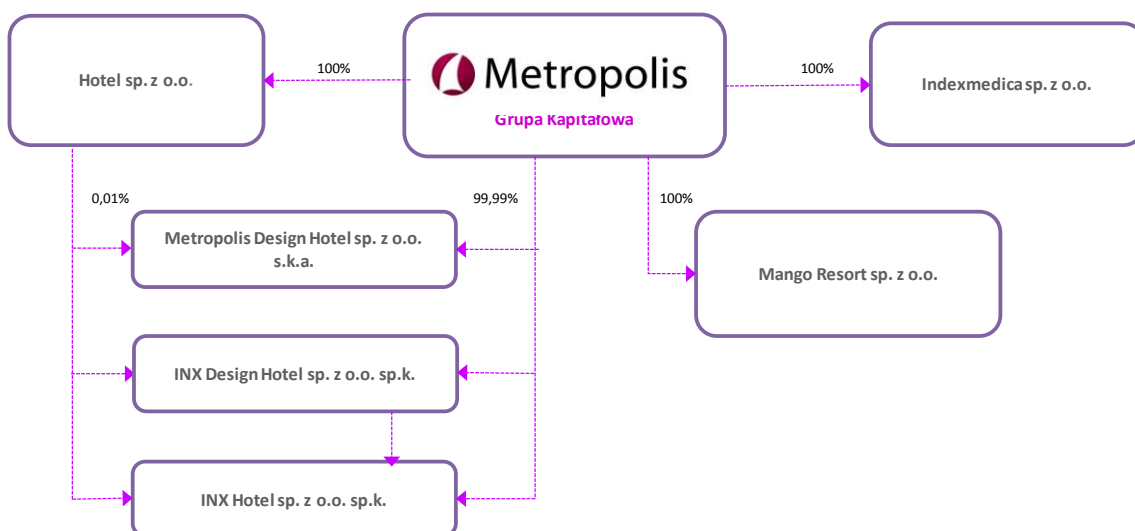 Hotel sp. z o.o.
100%
Metropolis
Grupa Kapitałowa
100%
Indexmedica sp. z o.o.
0,01%
99,99%
100%
Metropolis Design Hotel sp. z o.o.
s.k.a.
Mango Resort sp. z o.o.
INX Design Hotel sp. z o.o. sp.k.
INX Hotel sp. z o.o. sp.k.